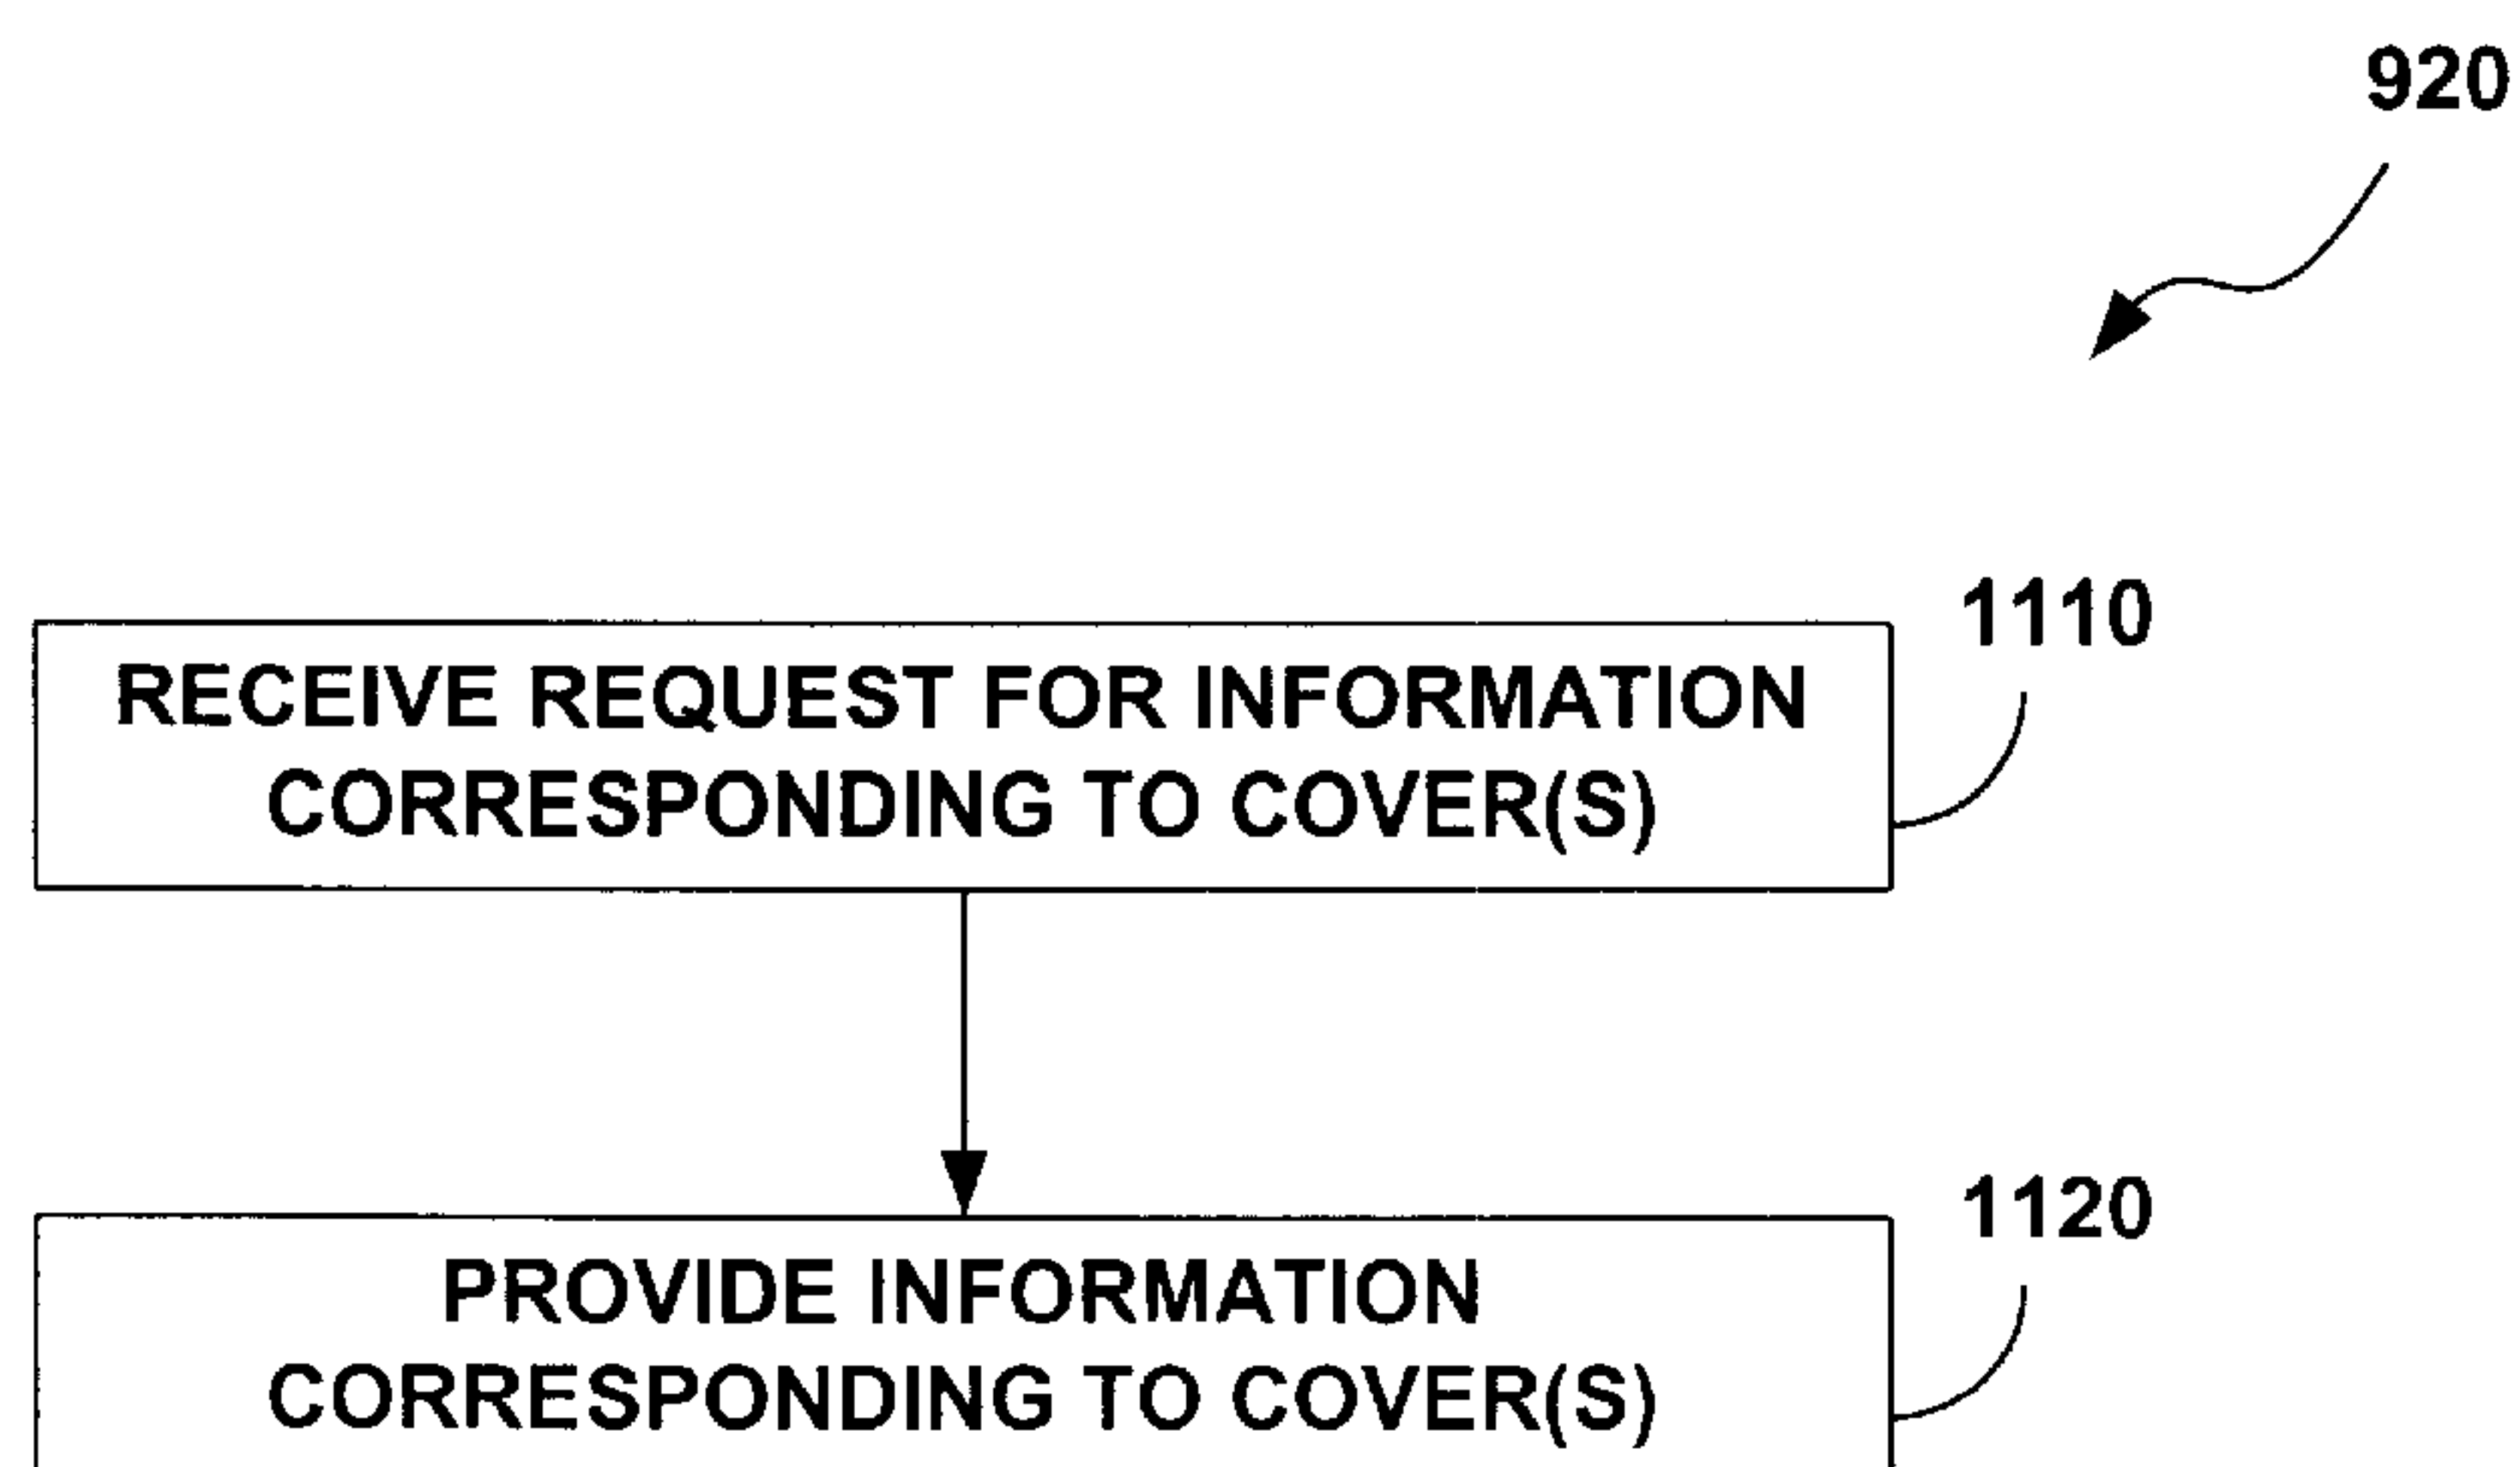 920
1110
RECEIVE REQUEST FOR INFORMATION
CORRESPONDING TO COVER(S)
1120
PROVIDE INFORMATION
CORRESPONDING TO COVER(S)